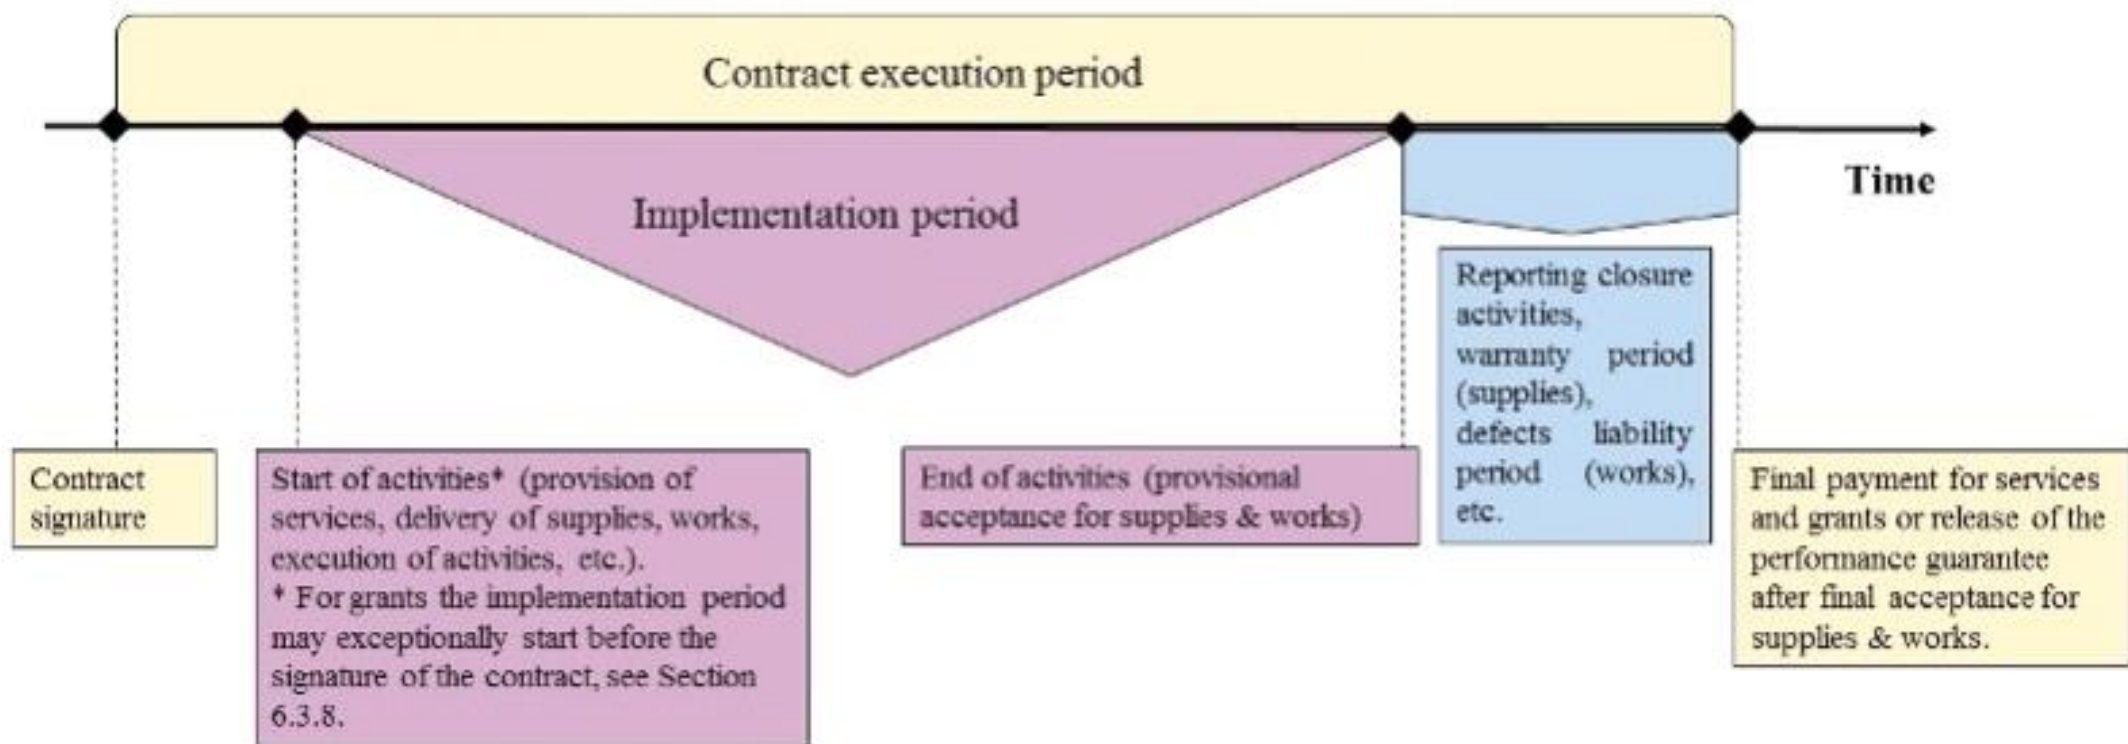 Contract execution period
Time
Implementation period
Reporting closure
activities,
warranty period
(supplies),
defects liability
period (works),
etc.
Contract
signature
Start of activities* (provision of
services, delivery of supplies, works,
execution of activities, etc.).
* For grants the implementation period
may exceptionally start before the
signature of the contract, see Section
6.3.8.
End of activities (provisional
acceptance for supplies & works)
Final payment for services
and grants or release of the
performance guarantee
after final acceptance for
supplies & works.